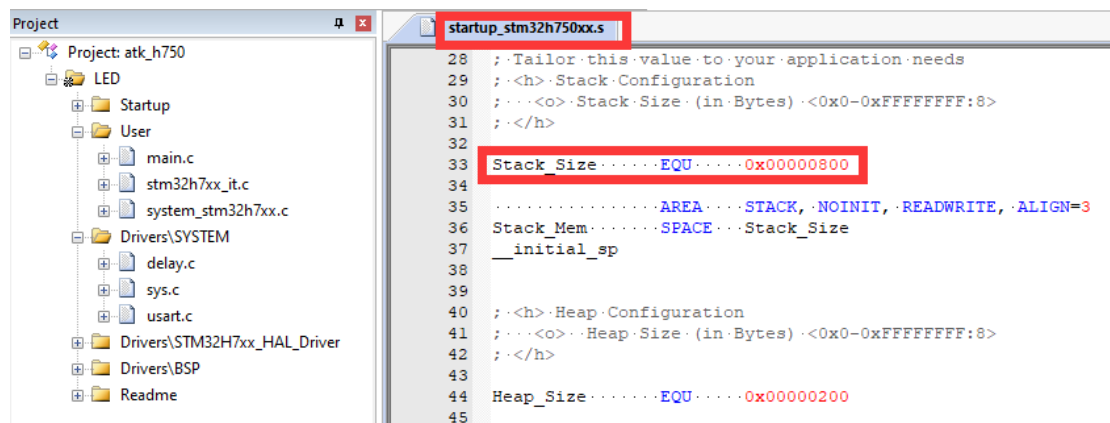 Project
Project: atk_h750
LED
Startup
User
main.c
stm32h7xx_it.c
system_stm32h7xx.c
Drivers\SYSTEM
delay.c
sys.c
usart.c
Drivers\STM32H7xx_HAL_Driver
Drivers\BSP
Readme
startup_stm32h750xx.s
28 ;·Tailor·this·value·to·your·application·needs
29 ;·<h>·Stack·Configuration
30 ;···<o>·Stack·Size·(in·Bytes)·<0x0-0xFFFFFFFF:8>
31 ;·</h>
32
33 Stack_Size······EQU·····0x00000800
34
35 ················AREA····STACK,·NOINIT,·READWRITE,·ALIGN=3
36 Stack_Mem·······SPACE···Stack_Size
37 __initial_sp
38
39
40 ;·<h>·Heap·Configuration
41 ;···<o>··Heap·Size·(in·Bytes)·<0x0-0xFFFFFFFF:8>
42 ;·</h>
43
44 Heap_Size·······EQU·····0x00000200
45